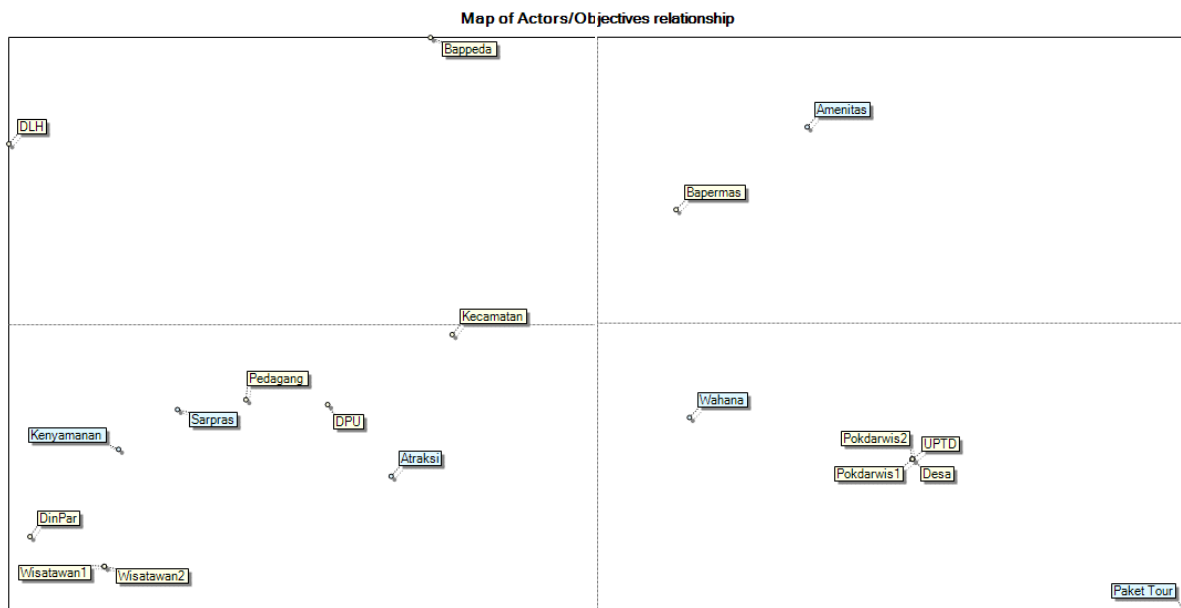 Map of Actors/Objectives relationship
Bappeda
Amenitas
DLH
Bapermas
Kecamatan
Pedagang
Wahana
Sarpras
DPU
Kenyamanan
Pokdarwis2
UPTD
Atraksi
Pokdarwis1
Desa
DinPar
Wisatawan1
Wisatawan2
Paket Tour